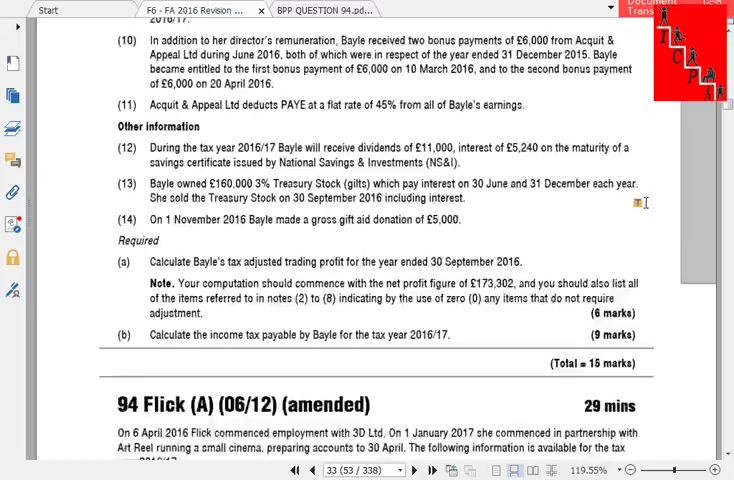 Start
F6 - FA 2016 Revision ...
BPP QUESTION 94.pd...
Document
I
C
P
A
2016/17.
(10) In addition to her director's remuneration, Bayle received two bonus payments of £6,000 from Acquit &
Appeal Ltd during June 2016, both of which were in respect of the year ended 31 December 2015. Bayle
became entitled to the first bonus payment of £6,000 on 10 March 2016, and to the second bonus payment
of £6,000 on 20 April 2016.
(11) Acquit & Appeal Ltd deducts PAYE at a flat rate of 45% from all of Bayle's earnings.
Other information
(12) During the tax year 2016/17 Bayle will receive dividends of £11,000, interest of £5,240 on the maturity of a
savings certificate issued by National Savings & Investments (NS&I).
(13) Bayle owned £160,000 3% Treasury Stock (gilts) which pay interest on 30 June and 31 December each year.
She sold the Treasury Stock on 30 September 2016 including interest.
(14) On 1 November 2016 Bayle made a gross gift aid donation of £5,000.
Required
(a) Calculate Bayle's tax adjusted trading profit for the year ended 30 September 2016.
Note. Your computation should commence with the net profit figure of £173,302, and you should also list all
of the items referred to in notes (2) to (8) indicating by the use of zero (0) any items that do not require
adjustment. (6 marks)
(b) Calculate the income tax payable by Bayle for the tax year 2016/17. (9 marks)
(Total = 15 marks)
94 Flick (A) (06/12) (amended) 29 mins
On 6 April 2016 Flick commenced employment with 3D Ltd. On 1 January 2017 she commenced in partnership with
Art Reel running a small cinema, preparing accounts to 30 April. The following information is available for the tax
33 (53 / 338)
119.55%